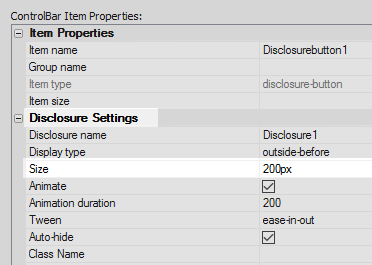 ControlBar Item Properties:
Item Properties
Item name Disclosurebutton1
Group name
Item type disclosure-button
Item size
Disclosure Settings
Disclosure name Disclosure1
Display type outside-before
Size 200px
Animate
Animation duration 200
Tween ease-in-out
Auto-hide
Class Name